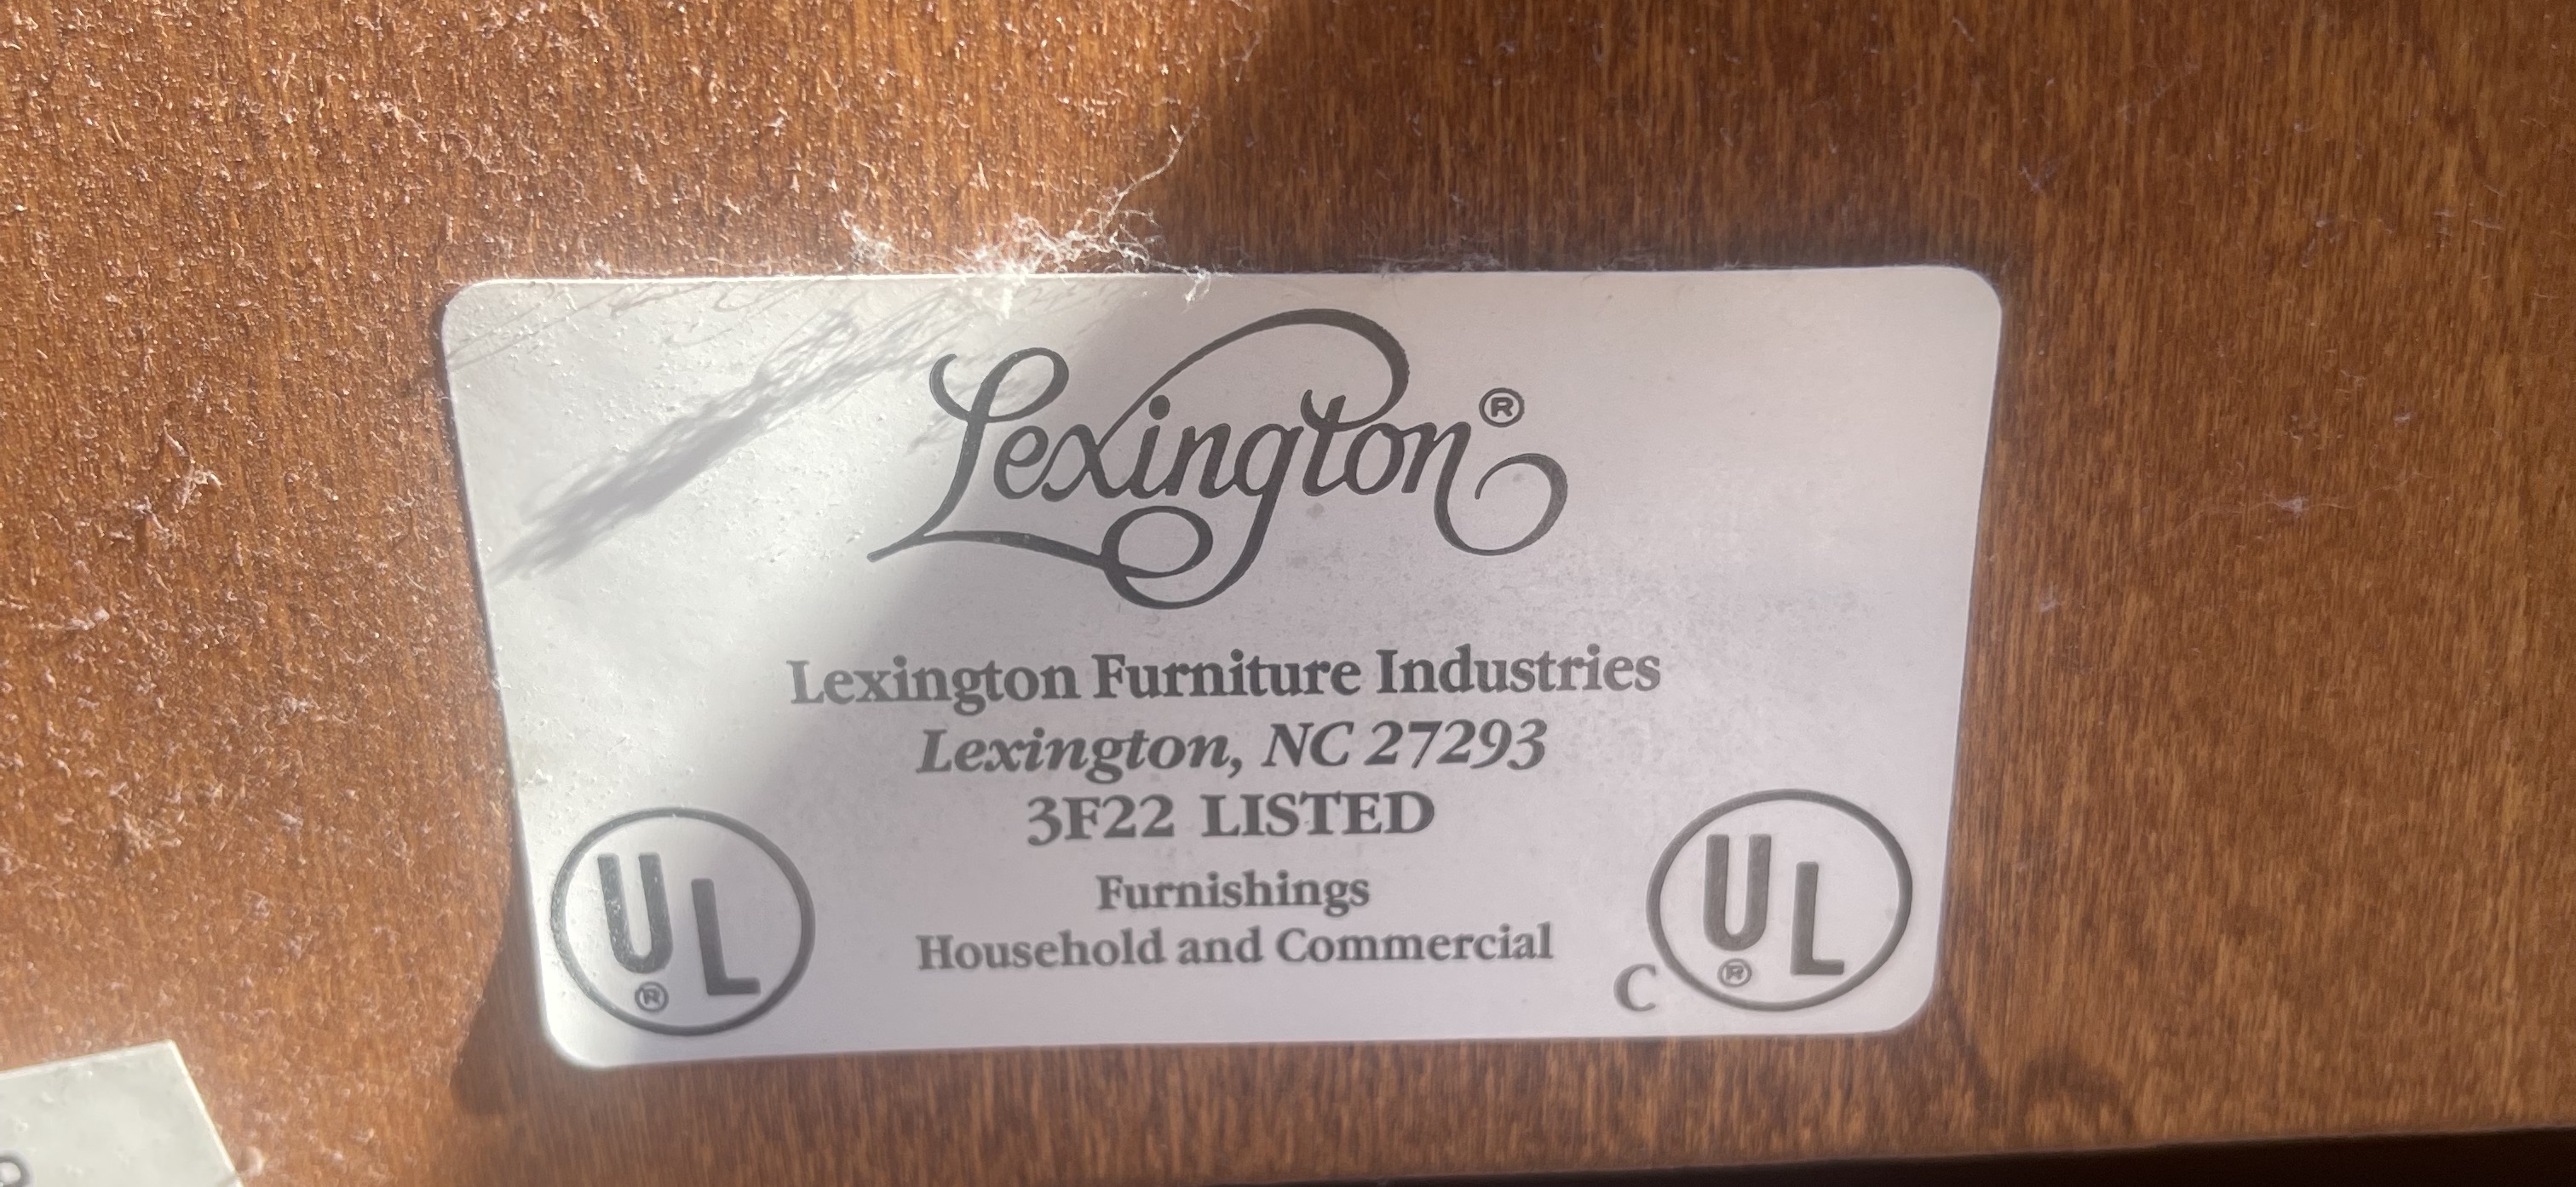 Lexington®
Lexington Furniture Industries
Lexington, NC 27293
3F22 LISTED
Furnishings
Household and Commercial
UL®
C UL®